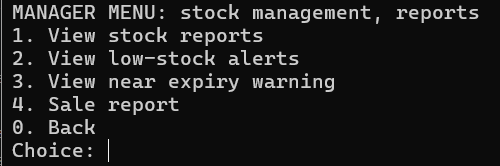 MANAGER MENU: stock management, reports
1. View stock reports
2. View low-stock alerts
3. View near expiry warning
4. Sale report
0. Back
Choice: